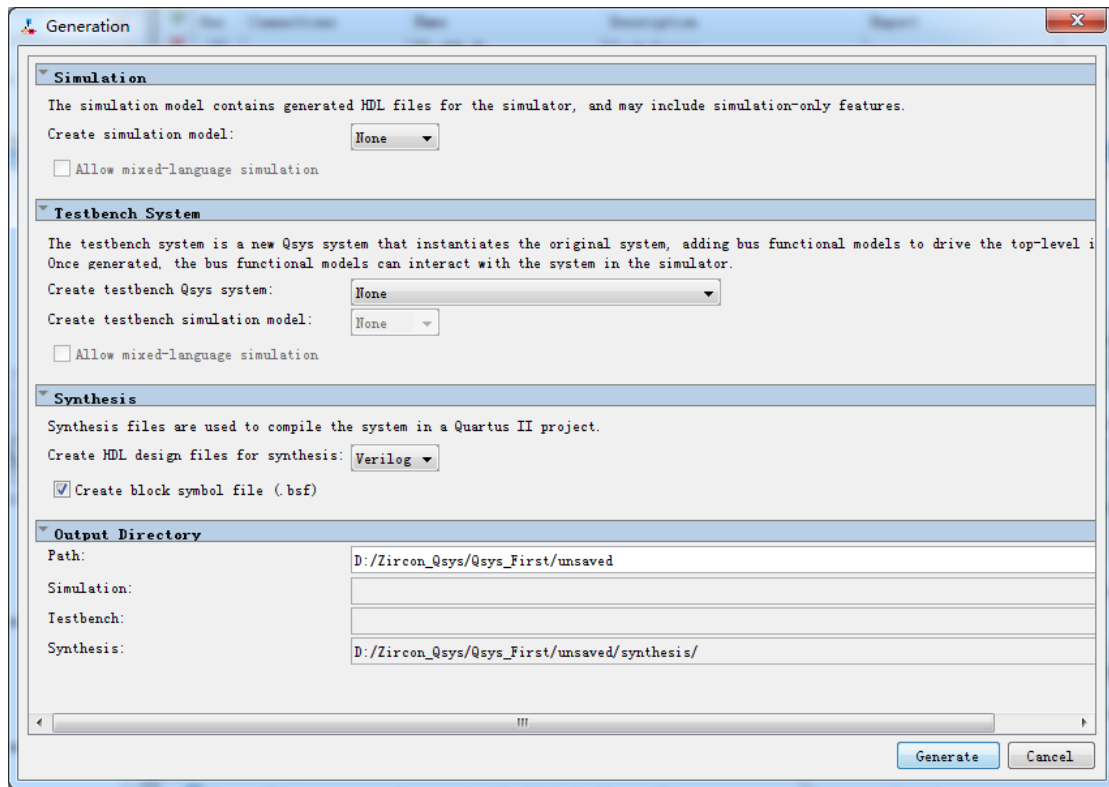 Generation
Simulation
The simulation model contains generated HDL files for the simulator, and may include simulation-only features.
Create simulation model: None
Allow mixed-language simulation
Testbench System
The testbench system is a new Qsys system that instantiates the original system, adding bus functional models to drive the top-level i
Once generated, the bus functional models can interact with the system in the simulator.
Create testbench Qsys system: None
Create testbench simulation model: None
Allow mixed-language simulation
Synthesis
Synthesis files are used to compile the system in a Quartus II project.
Create HDL design files for synthesis: Verilog
Create block symbol file (.bsf)
Output Directory
Path: D:/Zircon_Qsys/Qsys_First/unsaved
Simulation:
Testbench:
Synthesis: D:/Zircon_Qsys/Qsys_First/unsaved/synthesis/
Generate Cancel